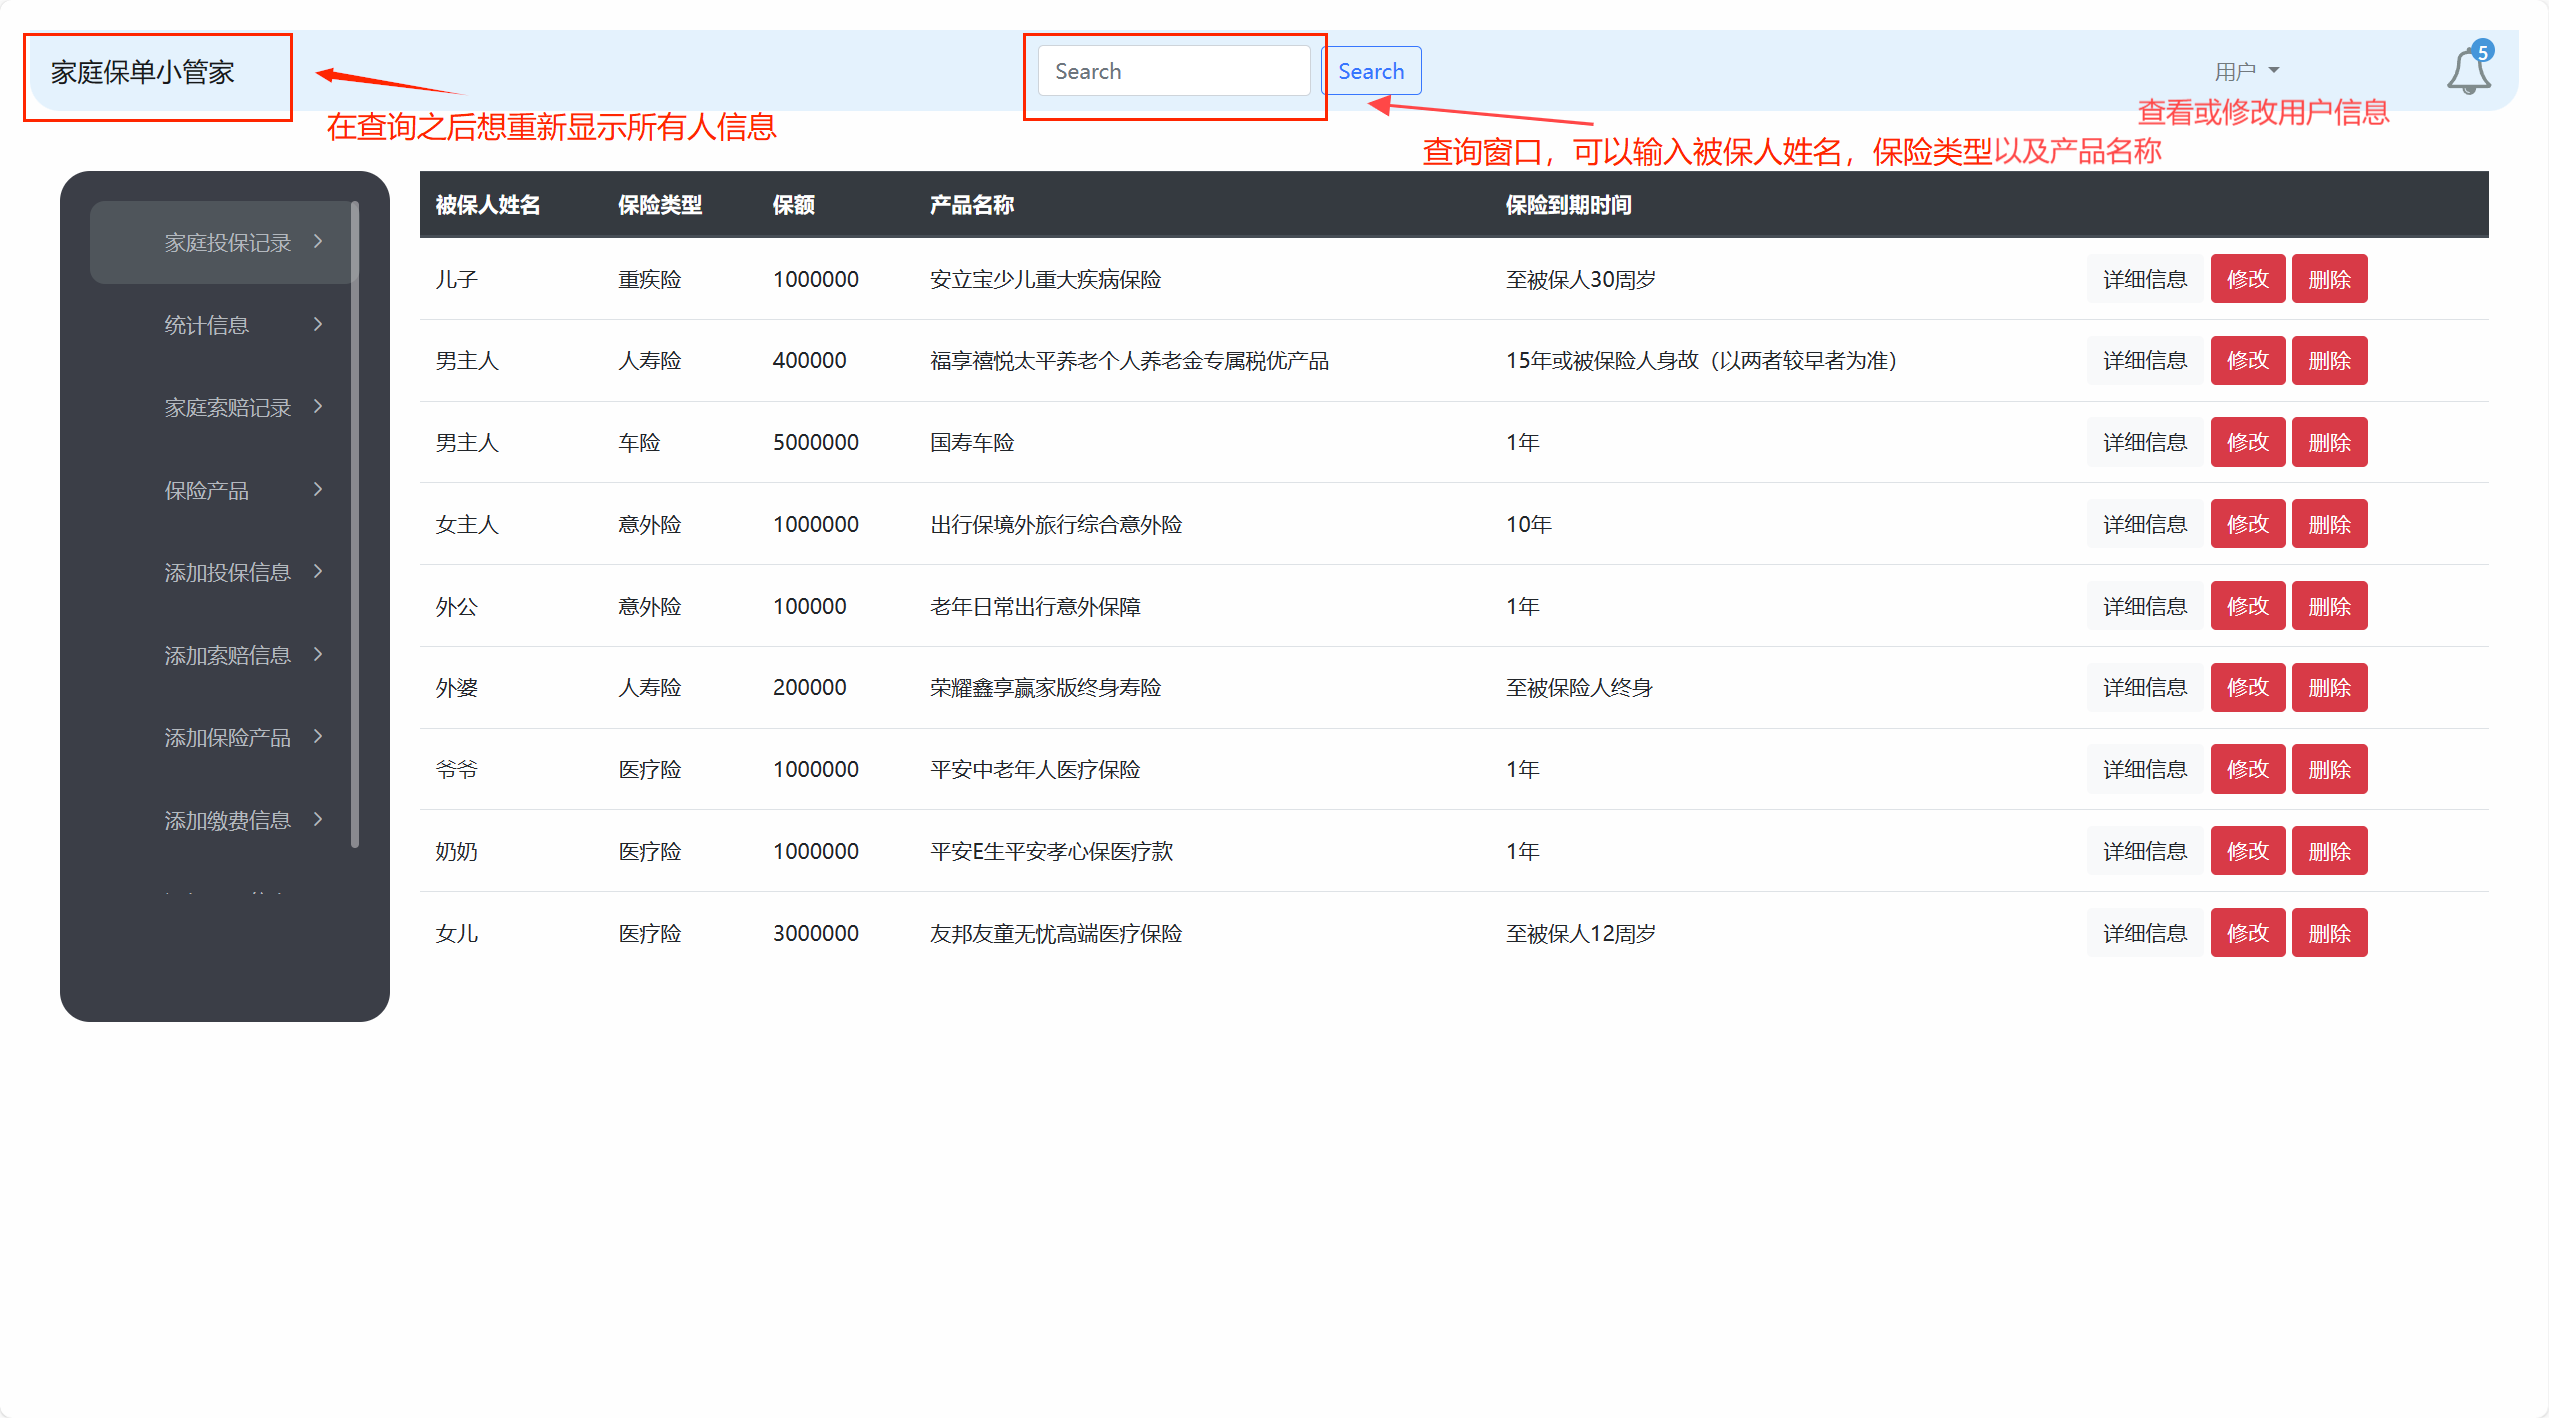 家庭保单小管家
Search
Search
用户
5
在查询之后想重新显示所有人信息
查看或修改用户信息
查询窗口，可以输入被保人姓名，保险类型以及产品名称
家庭投保记录
统计信息
家庭索赔记录
保险产品
添加投保信息
添加索赔信息
添加保险产品
添加缴费信息
被保人姓名 保险类型 保额 产品名称 保险到期时间
儿子 重疾险 1000000 安立宝少儿重大疾病保险 至被保人30周岁 详细信息 修改 删除
男主人 人寿险 400000 福享禧悦太平养老个人养老金专属税优产品 15年或被保险人身故（以两者较早者为准） 详细信息 修改 删除
男主人 车险 5000000 国寿车险 1年 详细信息 修改 删除
女主人 意外险 1000000 出行保境外旅行综合意外险 10年 详细信息 修改 删除
外公 意外险 100000 老年日常出行意外保障 1年 详细信息 修改 删除
外婆 人寿险 200000 荣耀鑫享赢家版终身寿险 至被保险人终身 详细信息 修改 删除
爷爷 医疗险 1000000 平安中老年人医疗保险 1年 详细信息 修改 删除
奶奶 医疗险 1000000 平安E生平安孝心保医疗款 1年 详细信息 修改 删除
女儿 医疗险 3000000 友邦友童无忧高端医疗保险 至被保人12周岁 详细信息 修改 删除